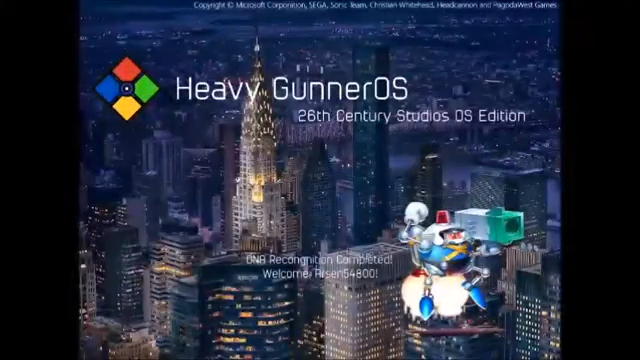 Copyright © Microsoft Corporation, SEGA, Sonic Team, Christian Whitehead, Headcannon and PagodaWest Games
Heavy GunnerOS
26th Century Studios OS Edition
DNA Recongnition Completed!
Welcome, Arsen54800!